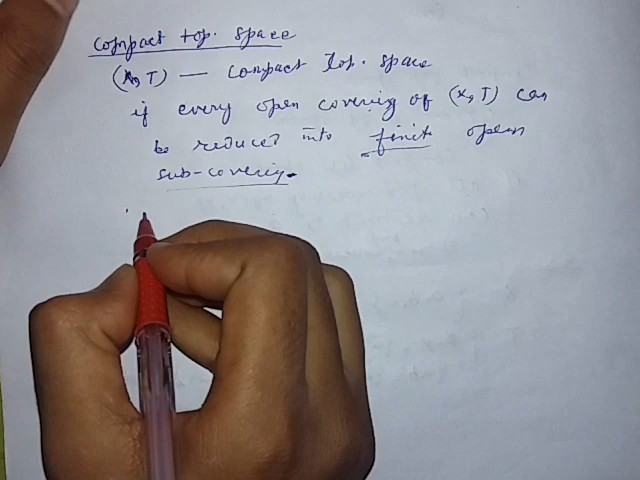 compact top. space
(X, T) — compact top. space
if every open covering of (X, T) can
be reduced into finite open
sub-covering.